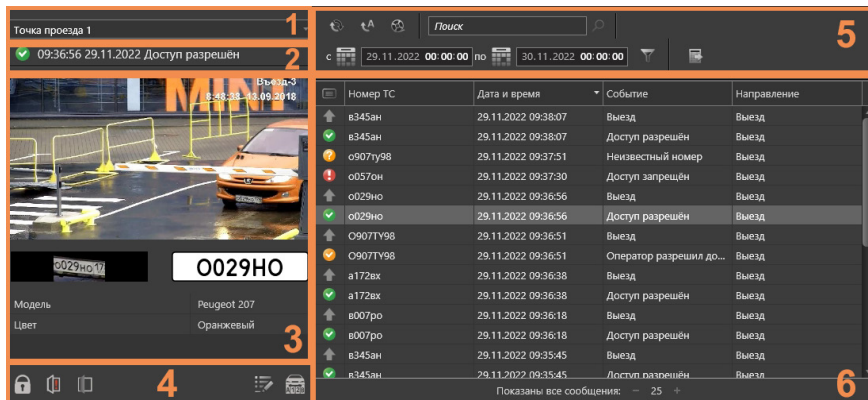 Точка проезда 1
1
09:36:56 29.11.2022 Доступ разрешён
2
Въезд-3
8:48:38 13.09.2018
MINI
о029но 17
О029НО
Модель Peugeot 207
Цвет Оранжевый
3
4
A
Поиск
5
с 29.11.2022 00:00:00 по 30.11.2022 00:00:00
Номер ТС Дата и время Событие Направление
в345ан 29.11.2022 09:38:07 Выезд Выезд
в345ан 29.11.2022 09:38:07 Доступ разрешён Выезд
о907ту98 29.11.2022 09:37:51 Неизвестный номер Выезд
о057он 29.11.2022 09:37:30 Доступ запрещён Выезд
о029но 29.11.2022 09:36:56 Выезд Выезд
о029но 29.11.2022 09:36:56 Доступ разрешён Выезд
О907ТУ98 29.11.2022 09:36:51 Выезд Выезд
О907ТУ98 29.11.2022 09:36:51 Оператор разрешил до... Выезд
а172вх 29.11.2022 09:36:38 Выезд Выезд
а172вх 29.11.2022 09:36:38 Доступ разрешён Выезд
в007ро 29.11.2022 09:36:18 Выезд Выезд
в007ро 29.11.2022 09:36:18 Доступ разрешён Выезд
в345ан 29.11.2022 09:35:45 Выезд Выезд
в345ан 29.11.2022 09:35:45 Доступ разрешён Выезд
Показаны все сообщения: − 25 +
6